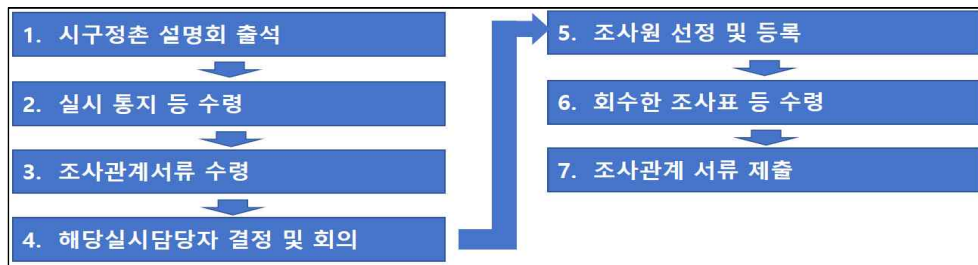 1. 시구정촌 설명회 출석
2. 실시 통지 등 수령
3. 조사관계서류 수령
4. 해당실시담당자 결정 및 회의
5. 조사원 선정 및 등록
6. 회수한 조사표 등 수령
7. 조사관계 서류 제출